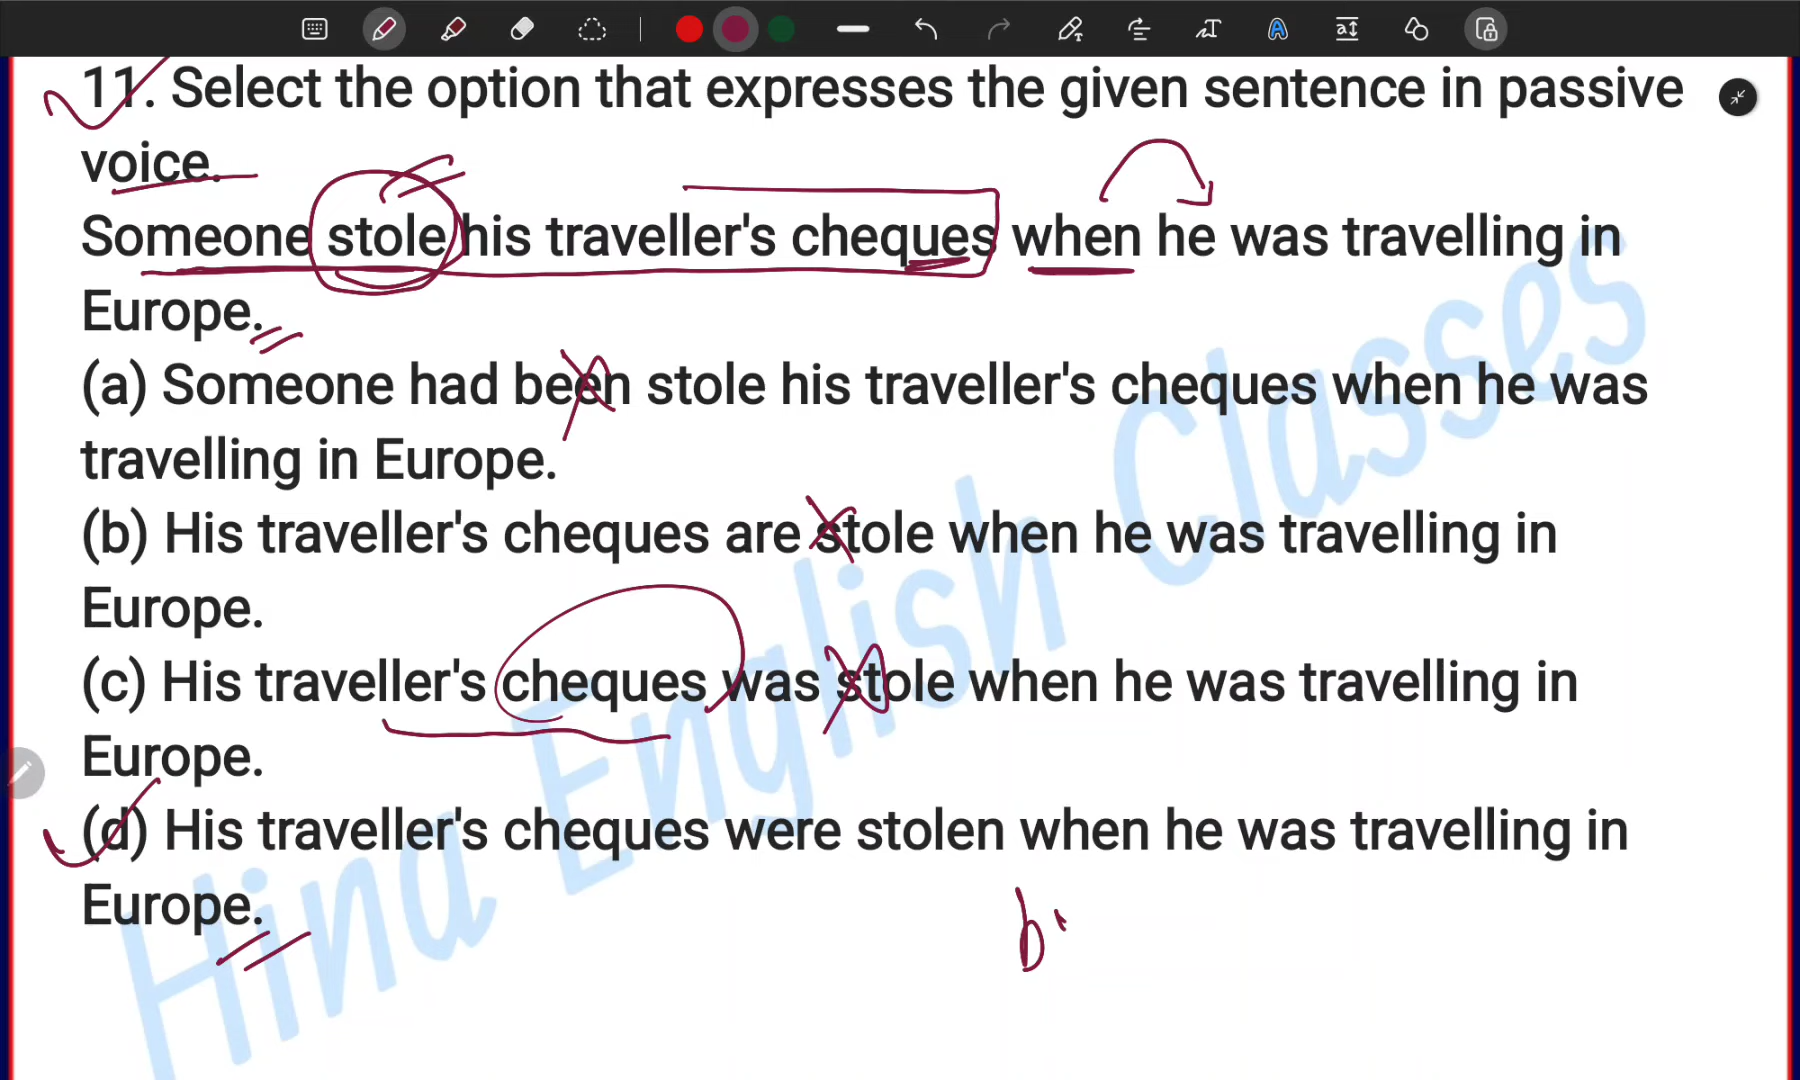 11. Select the option that expresses the given sentence in passive
voice.
Someone stole his traveller's cheques when he was travelling in
Europe.
(a) Someone had been stole his traveller's cheques when he was
travelling in Europe.
(b) His traveller's cheques are stole when he was travelling in
Europe.
(c) His traveller's cheques was stole when he was travelling in
Europe.
(d) His traveller's cheques were stolen when he was travelling in
Europe.
Hina English Classes